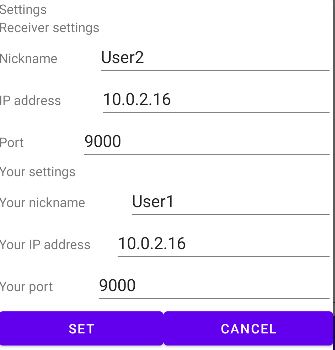 Settings
Receiver settings
Nickname User2
IP address 10.0.2.16
Port 9000
Your settings
Your nickname User1
Your IP address 10.0.2.16
Your port 9000
SET CANCEL